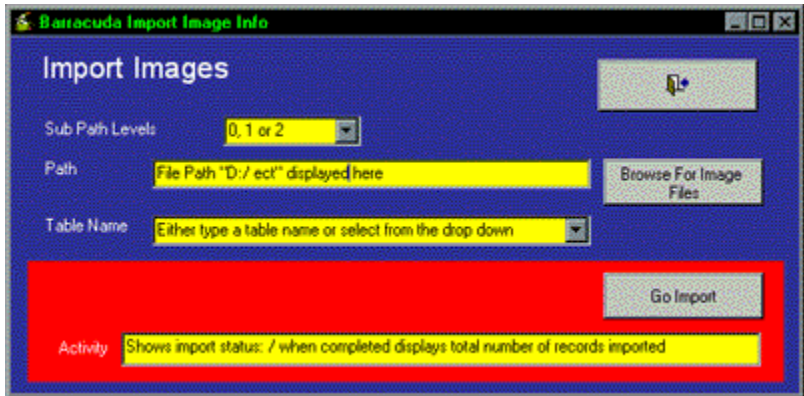 Barracuda Import Image Info
Import Images
Sub Path Levels
0, 1 or 2
Path
File Path "D:/ ect" displayed here
Browse For Image
Files
Table Name
Either type a table name or select from the drop down
Go Import
Activity
Shows import status: / when completed displays total number of records imported